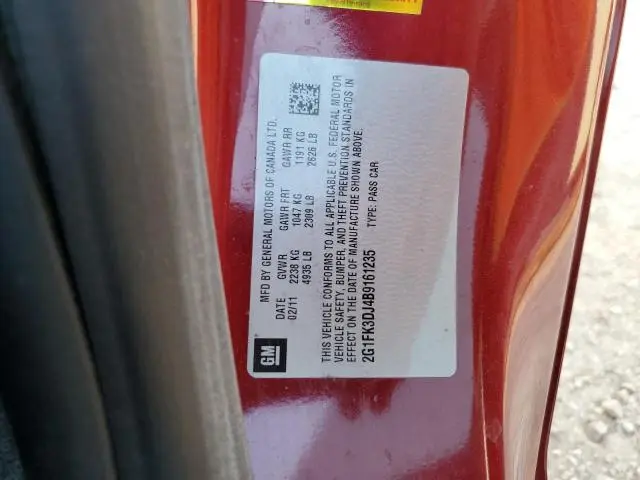 MFD BY GENERAL MOTORS OF CANADA LTD.
DATE GVWR GAWR FRT GAWR RR
02/11 2238 KG 1047 KG 1191 KG
4935 LB 2309 LB 2626 LB
THIS VEHICLE CONFORMS TO ALL APPLICABLE U.S. FEDERAL MOTOR
VEHICLE SAFETY, BUMPER, AND THEFT PREVENTION STANDARDS IN
EFFECT ON THE DATE OF MANUFACTURE SHOWN ABOVE.
2G1FK3DJ4B9161235 TYPE: PASS CAR
GM